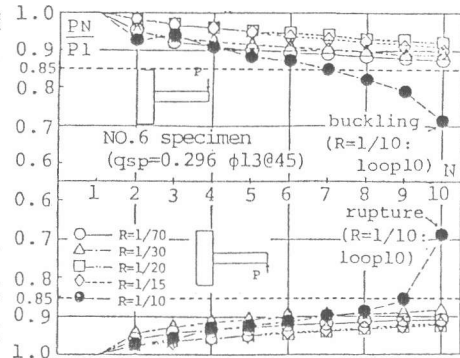 1.0
PN
P1
0.9
0.85
0.8
0.7
0.6
P
NO.6 specimen
(qsp=0.296 φ13@45)
buckling
(R=1/10:
loop10)
N
1 2 3 4 5 6 7 8 9 10
0.6
0.7
0.8
0.85
0.9
1.0
R=1/70
R=1/30
R=1/20
R=1/15
R=1/10
P
rupture
(R=1/10:
loop10)